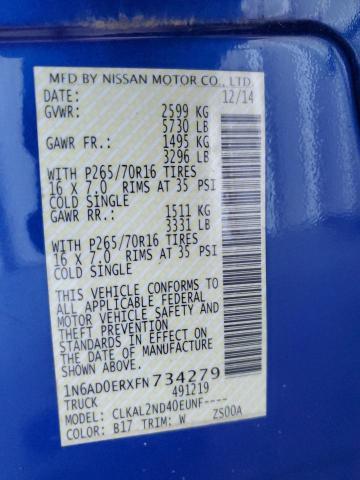 MFD BY NISSAN MOTOR CO., LTD.
DATE: 12/14
GVWR: 2599 KG
5730 LB
GAWR FR.: 1495 KG
3296 LB
WITH P265/70R16 TIRES
16 X 7.0 RIMS AT 35 PSI
COLD SINGLE
GAWR RR.: 1511 KG
3331 LB
WITH P265/70R16 TIRES
16 X 7.0 RIMS AT 35 PSI
COLD SINGLE
THIS VEHICLE CONFORMS TO
ALL APPLICABLE FEDERAL
MOTOR VEHICLE SAFETY AND
THEFT PREVENTION
STANDARDS IN EFFECT ON
THE DATE OF MANUFACTURE
SHOWN ABOVE.
1N6AD0ERXFN734279
TRUCK 491219
MODEL: CLKAL2ND40EUNF----
COLOR: B17 TRIM: W ZS00A